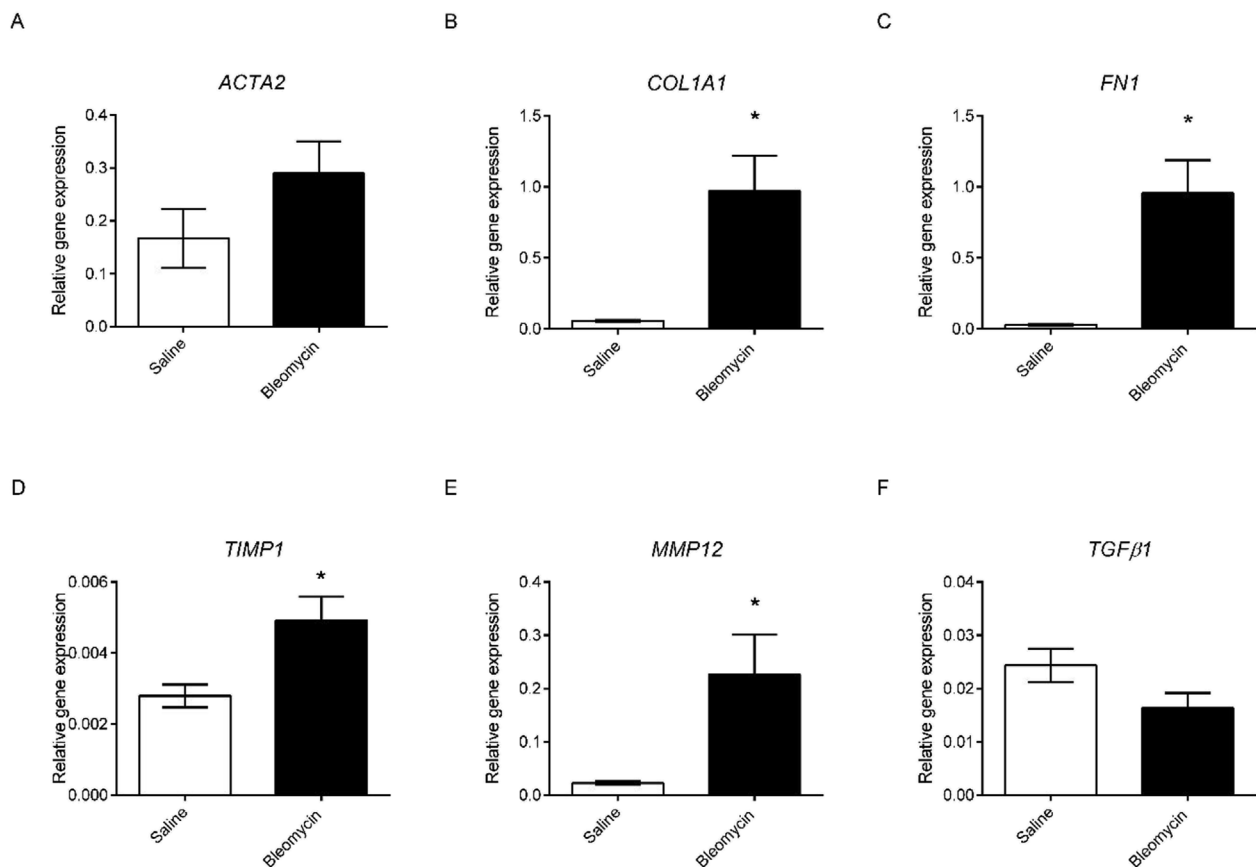 A
B
C
ACTA2
COL1A1
FN1
Relative gene expression
0.4
0.3
0.2
0.1
0.0
Saline
Bleomycin
Relative gene expression
1.5
1.0
0.5
0.0
*
Saline
Bleomycin
Relative gene expression
1.5
1.0
0.5
0.0
*
Saline
Bleomycin
D
E
F
TIMP1
MMP12
TGFβ1
Relative gene expression
0.006
0.004
0.002
0.000
*
Saline
Bleomycin
Relative gene expression
0.4
0.3
0.2
0.1
0.0
*
Saline
Bleomycin
Relative gene expression
0.04
0.03
0.02
0.01
0.00
Saline
Bleomycin